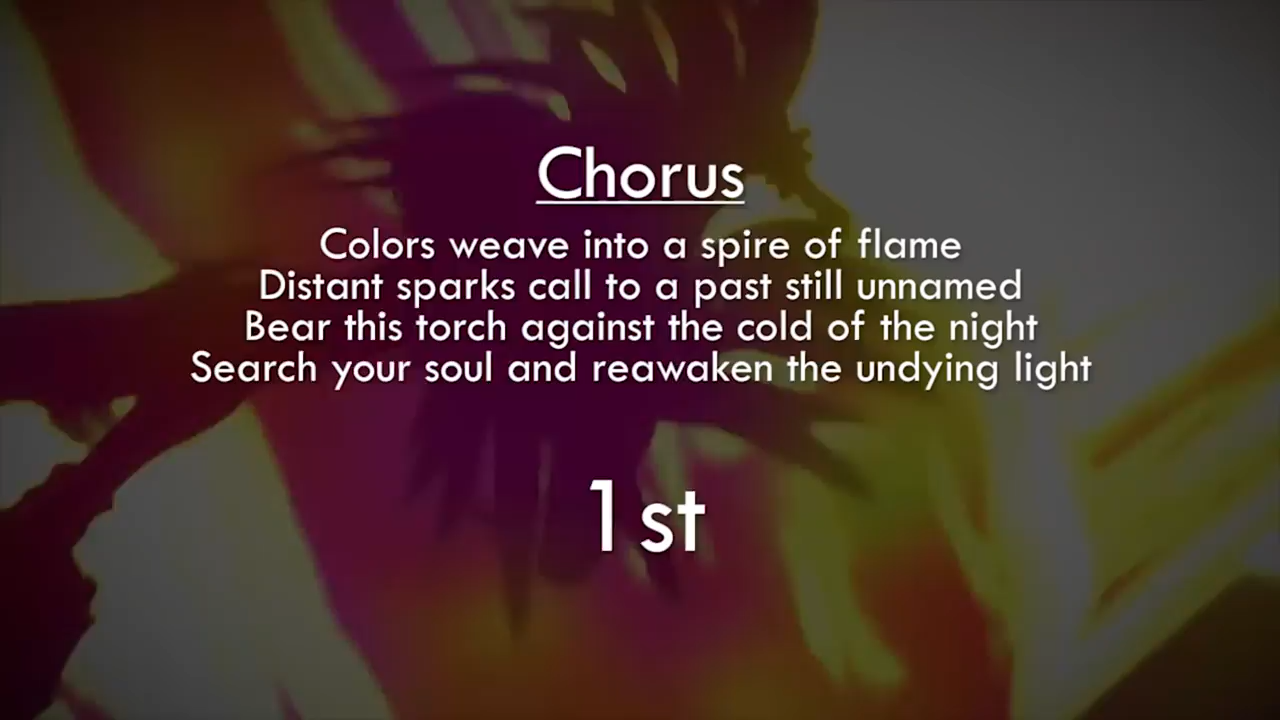 Chorus
Colors weave into a spire of flame
Distant sparks call to a past still unnamed
Bear this torch against the cold of the night
Search your soul and reawaken the undying light
1st